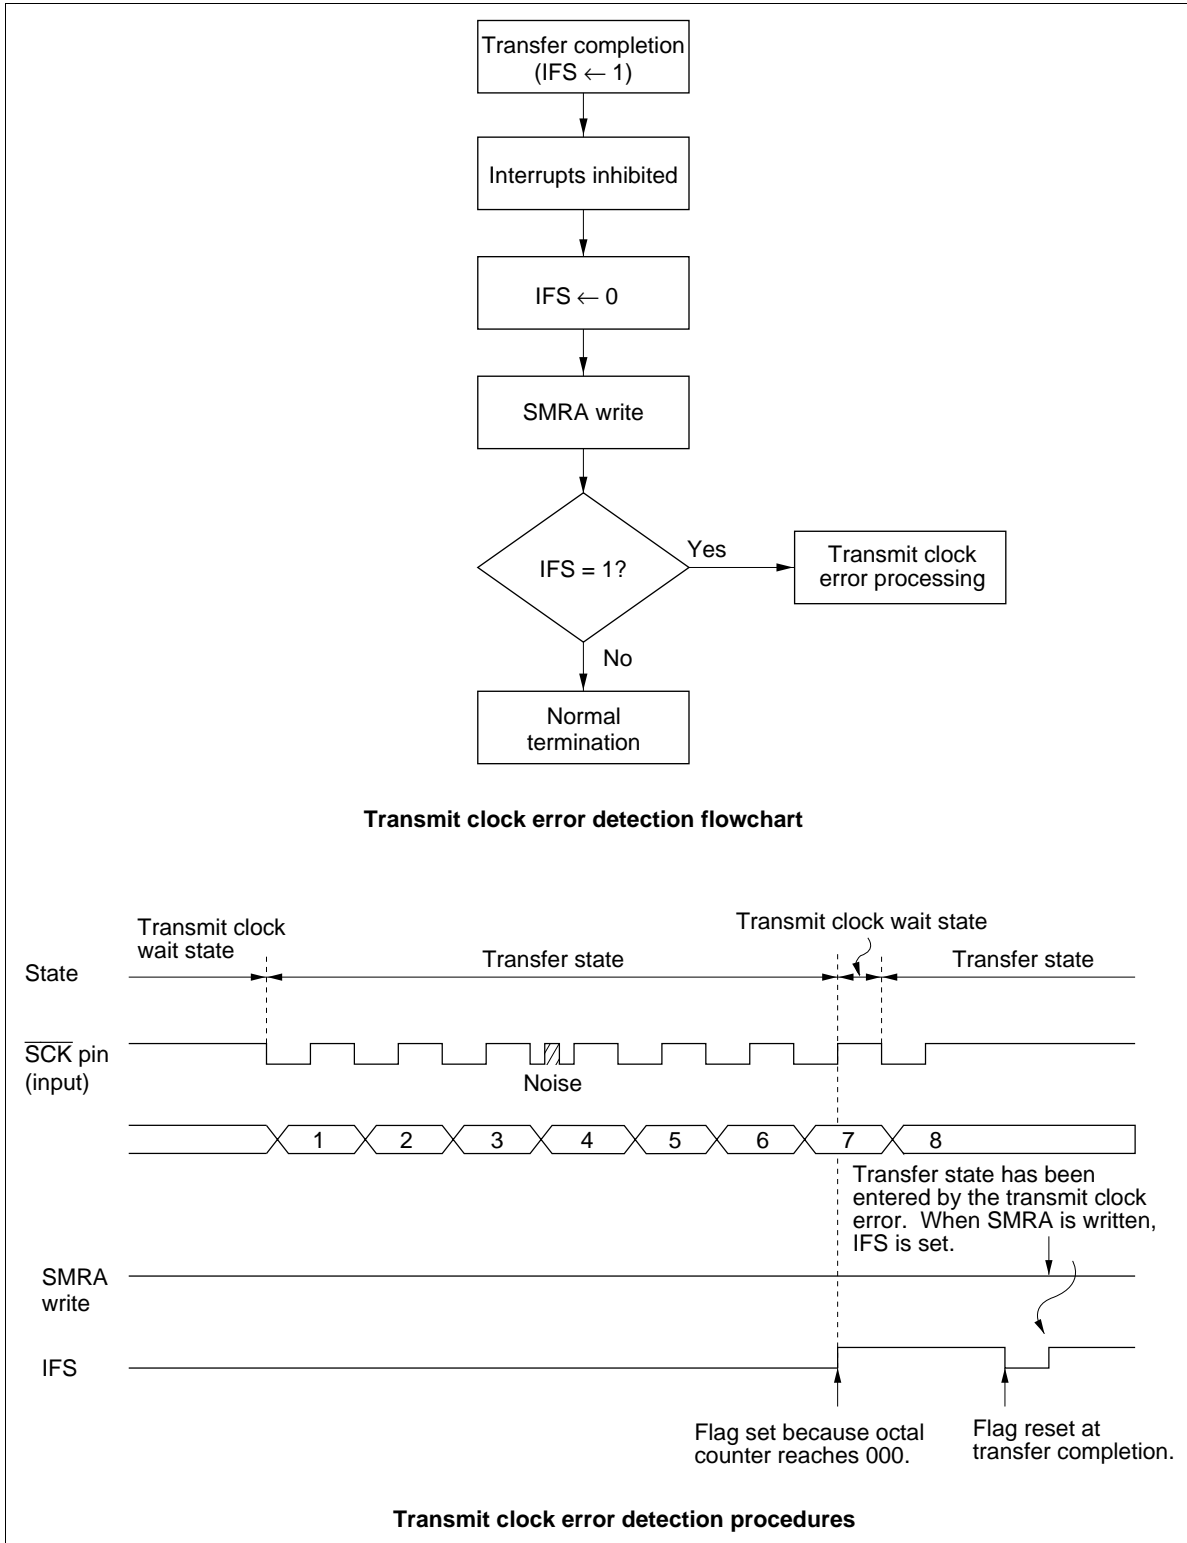 Transfer completion
(IFS ← 1)
Interrupts inhibited
IFS ← 0
SMRA write
IFS = 1?
Yes
Transmit clock
error processing
No
Normal
termination
Transmit clock error detection flowchart
Transmit clock
wait state
Transmit clock wait state
State
Transfer state
Transfer state
SCK pin
(input)
Noise
1 2 3 4 5 6 7 8
Transfer state has been
entered by the transmit clock
error. When SMRA is written,
IFS is set.
SMRA
write
IFS
Flag set because octal
counter reaches 000.
Flag reset at
transfer completion.
Transmit clock error detection procedures